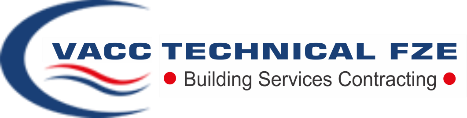 VACC TECHNICAL FZE
• Building Services Contracting •